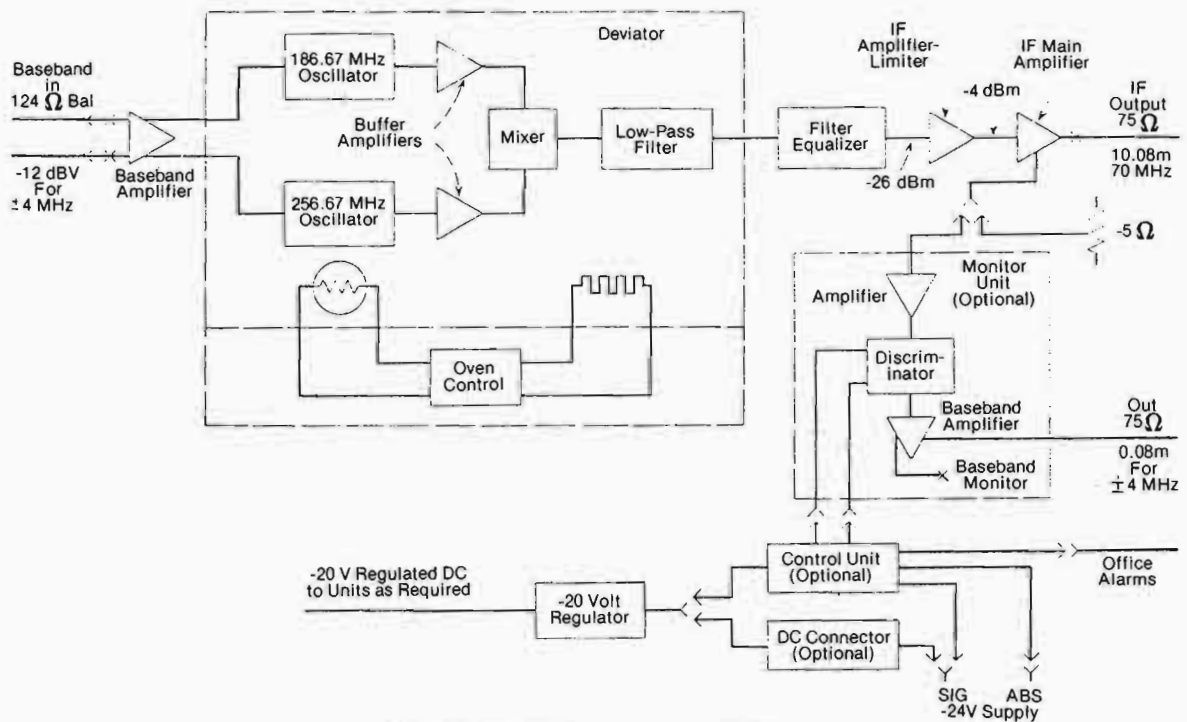 Deviator
186.67 MHz
Oscillator
Baseband
in
124 Ω Bal
-12 dBV
For
±4 MHz
Baseband
Amplifier
Buffer
Amplifiers
256.67 MHz
Oscillator
Mixer
Low-Pass
Filter
Filter
Equalizer
IF
Amplifier-
Limiter
-26 dBm
-4 dBm
IF Main
Amplifier
IF
Output
75 Ω
10.08m
70 MHz
-5 Ω
Oven
Control
Monitor
Unit
(Optional)
Amplifier
Discrim-
inator
Baseband
Amplifier
Baseband
Monitor
Out
75 Ω
0.08m
For
±4 MHz
Control Unit
(Optional)
Office
Alarms
-20 V Regulated DC
to Units as Required
-20 Volt
Regulator
DC Connector
(Optional)
SIG
ABS
-24V Supply